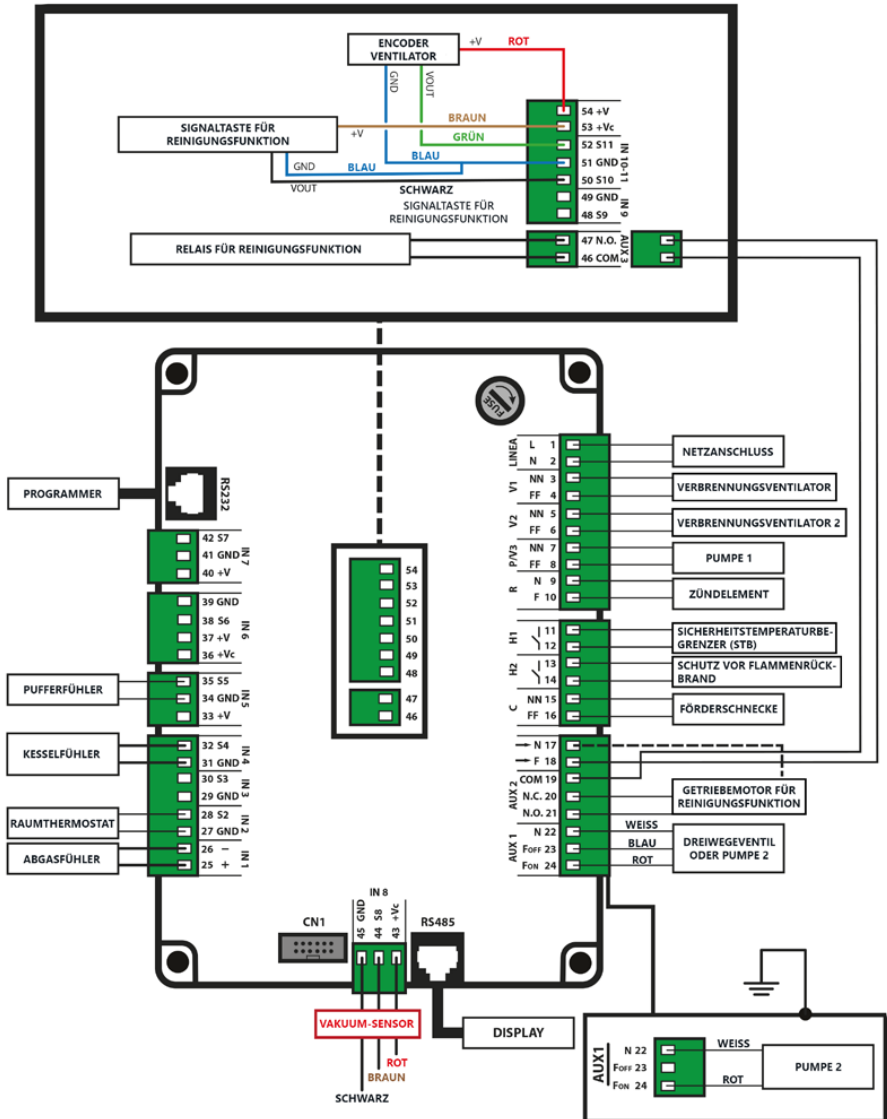 ENCODER
VENTILATOR
+V
ROT
GND
VOUT
SIGNALTASTE FÜR
REINIGUNGSFUNKTION
+V
BRAUN
GRÜN
BLAU
GND
BLAU
VOUT
SCHWARZ
SIGNALTASTE FÜR
REINIGUNGSFUNKTION
54 +V
53 +Vc
52 S11
51 GND
50 S10
49 GND
48 S9
IN 10-11
IN 9
RELAIS FÜR REINIGUNGSFUNKTION
47 N.O.
46 COM
AUX 3
FUSE
PROGRAMMER
RS232
42 S7
41 GND
40 +V
IN 7
39 GND
38 S6
37 +V
36 +Vc
IN 6
PUFFERFÜHLER
35 S5
34 GND
33 +V
IN 5
KESSELFÜHLER
32 S4
31 GND
IN 4
30 S3
29 GND
IN 3
RAUMTHERMOSTAT
28 S2
27 GND
IN 2
ABGASFÜHLER
26 −
25 +
IN 1
54
53
52
51
50
49
48
47
46
LINEA
L 1
N 2
NETZANSCHLUSS
V1
NN 3
FF 4
VERBRENNUNGSVENTILATOR
V2
NN 5
FF 6
VERBRENNUNGSVENTILATOR 2
P/V3
NN 7
FF 8
PUMPE 1
R
N 9
F 10
ZÜNDELEMENT
H1
11
12
SICHERHEITSTEMPERATURBE-
GRENZER (STB)
H2
13
14
SCHUTZ VOR FLAMMENRÜCK-
BRAND
C
NN 15
FF 16
FÖRDERSCHNECKE
N 17
F 18
AUX 2
COM 19
N.C. 20
N.O. 21
GETRIEBEMOTOR FÜR
REINIGUNGSFUNKTION
AUX 1
N 22
FOFF 23
FON 24
WEISS
BLAU
ROT
DREIWEGEVENTIL
ODER PUMPE 2
CN1
IN 8
45 GND
44 S8
43 +Vc
RS485
VAKUUM-SENSOR
ROT
BRAUN
SCHWARZ
DISPLAY
AUX1
N 22
FOFF 23
FON 24
WEISS
ROT
PUMPE 2